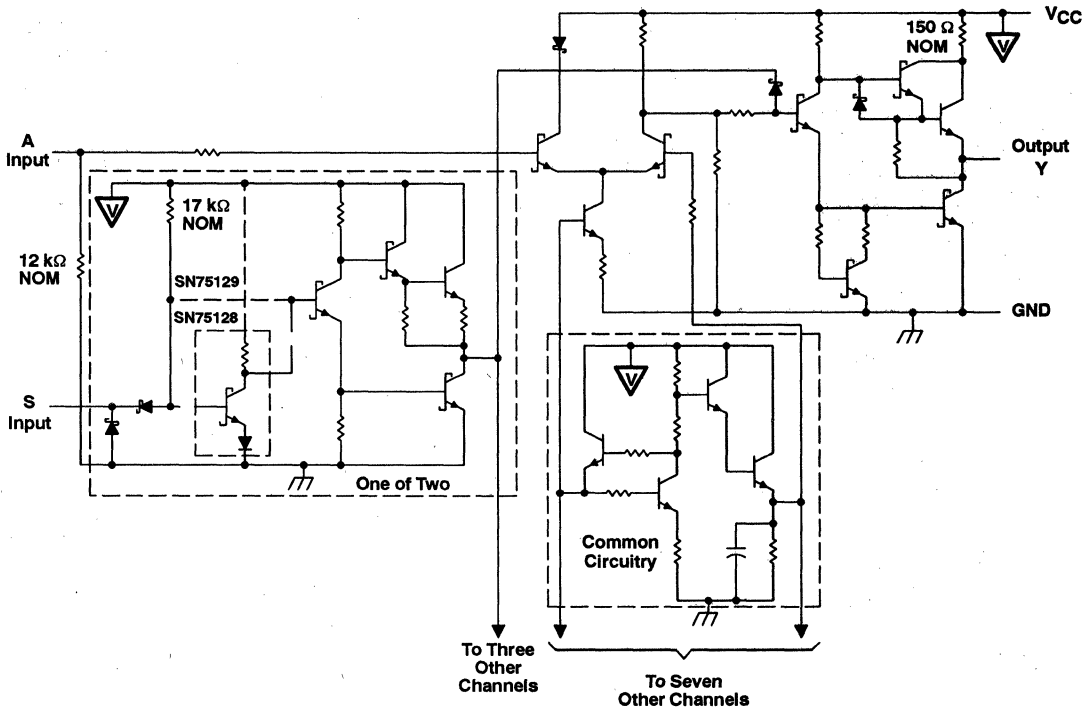 VCC
V
150 Ω
NOM
A
Input
Output
Y
V
17 kΩ
NOM
12 kΩ
NOM
SN75129
SN75128
GND
S
Input
V
One of Two
Common
Circuitry
To Three
Other
Channels
To Seven
Other Channels